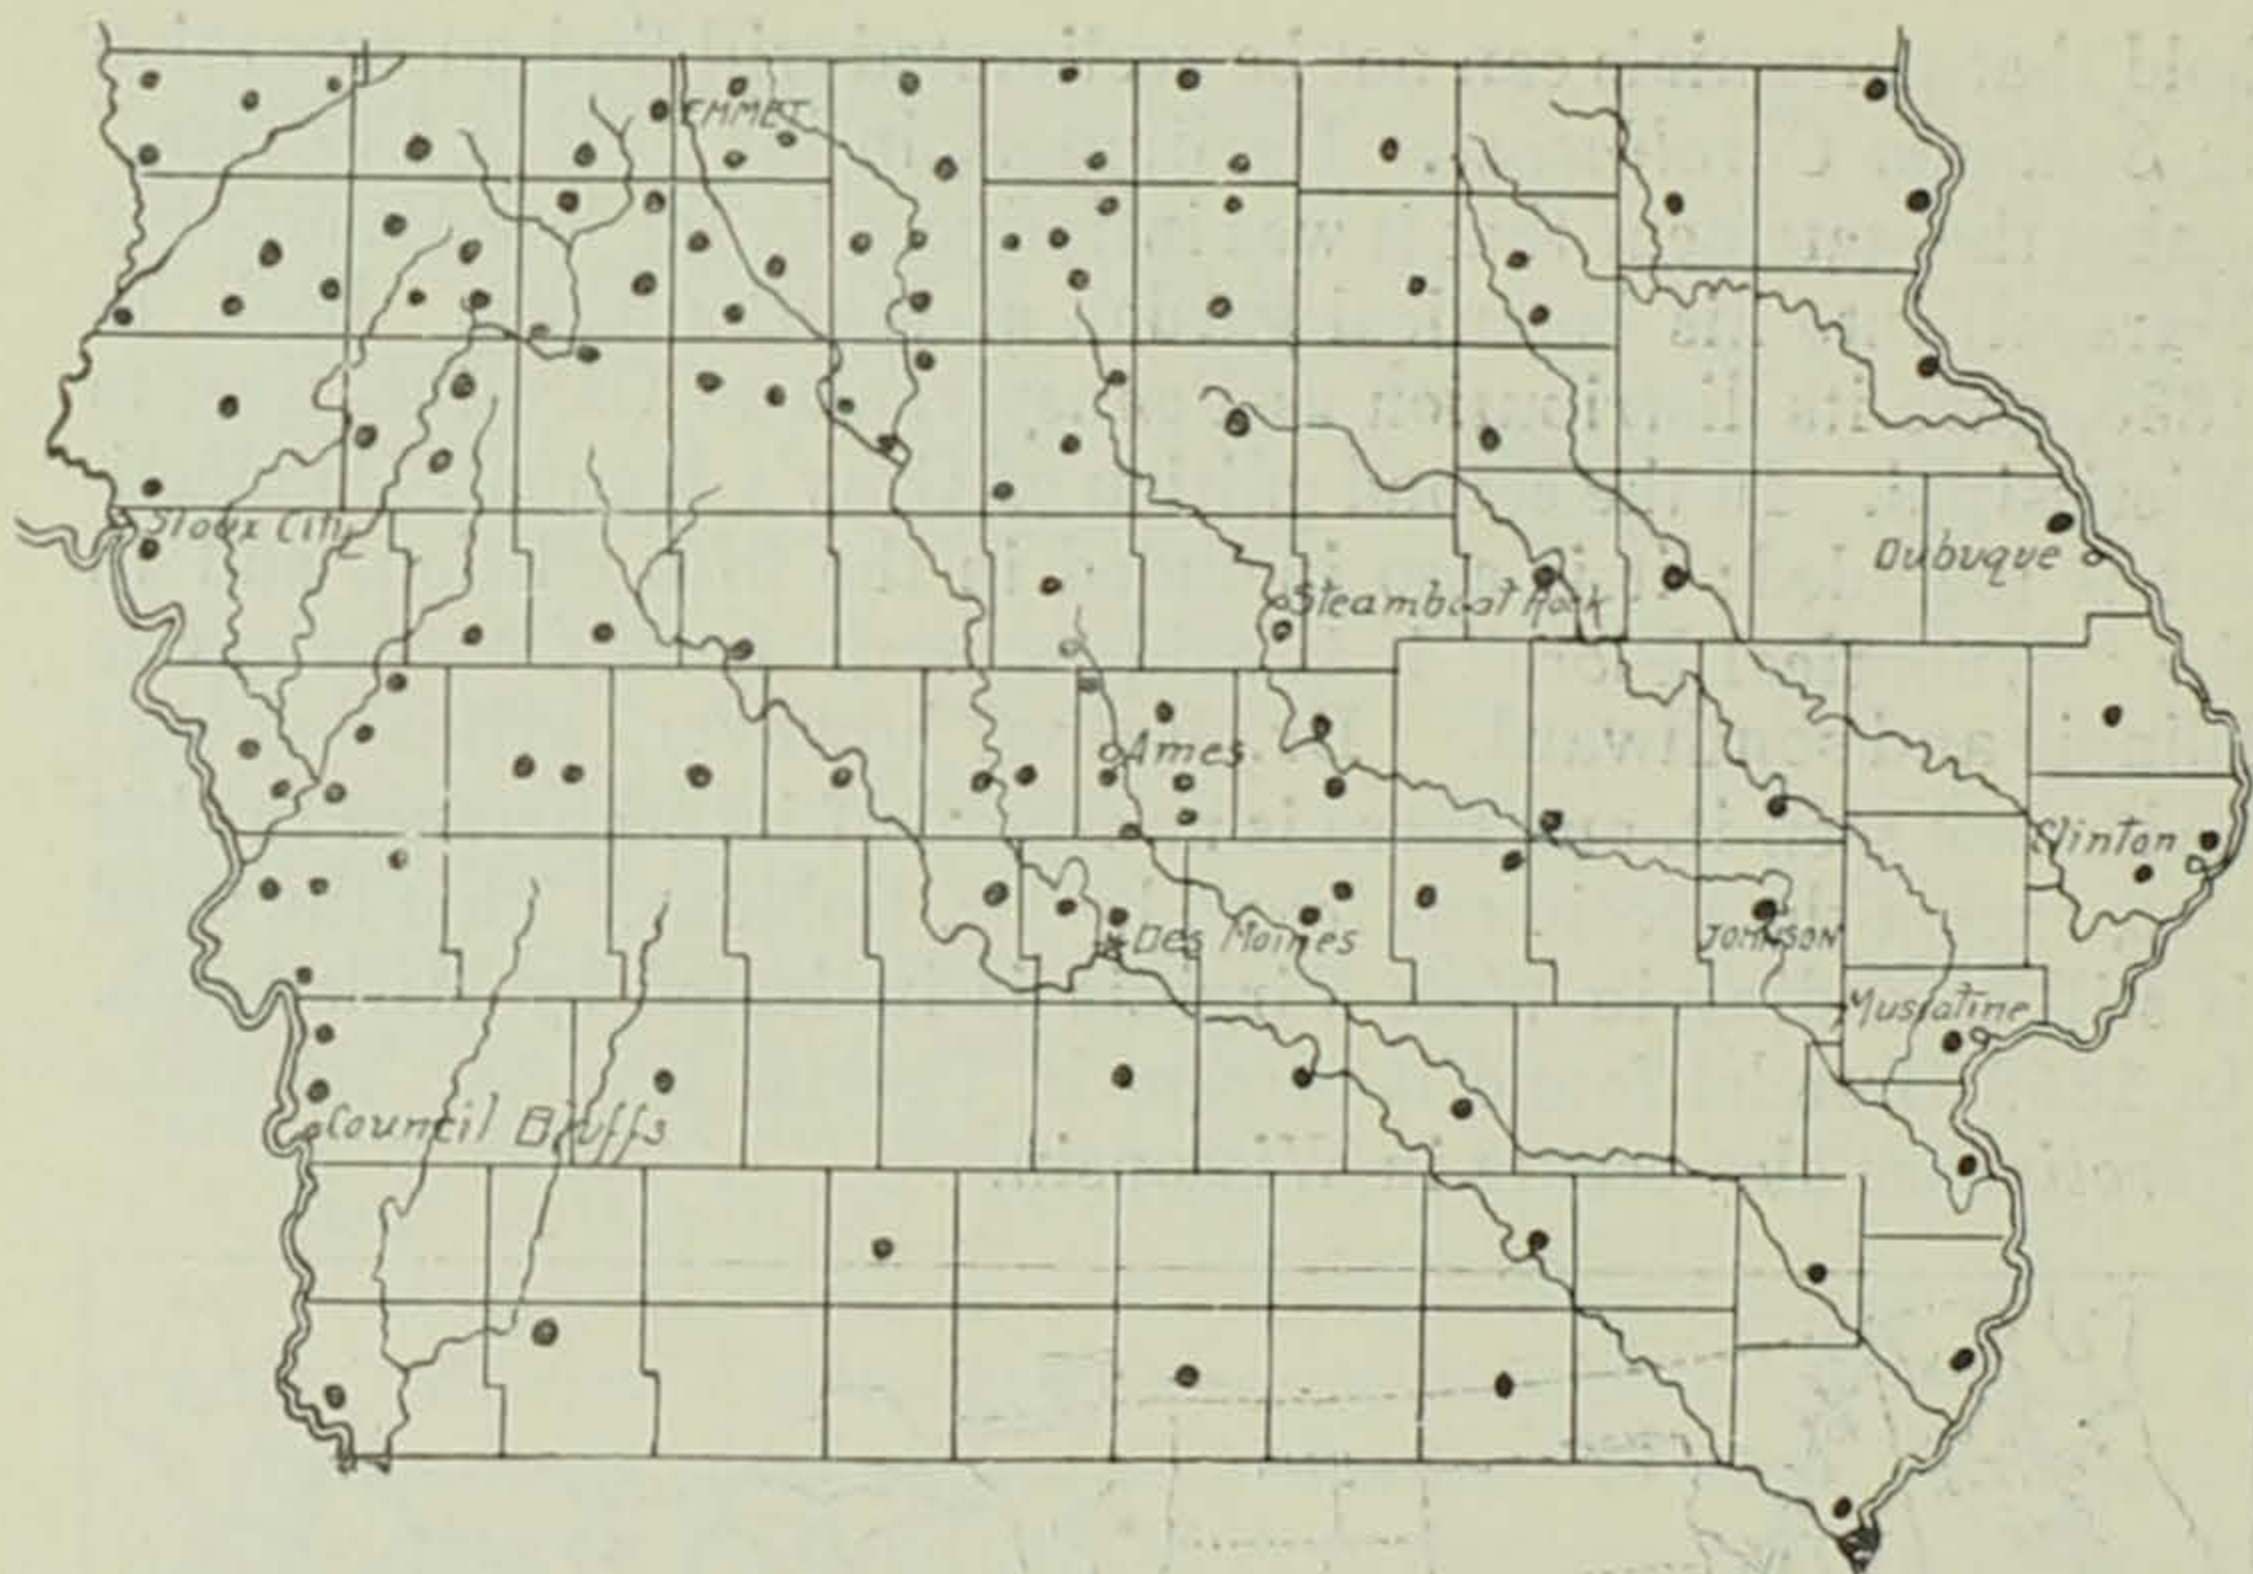 EMMET
Sioux City
Dubuque
Steamboat Rock
Ames
Clinton
Des Moines
JOHNSON
Muscatine
Council Bluffs